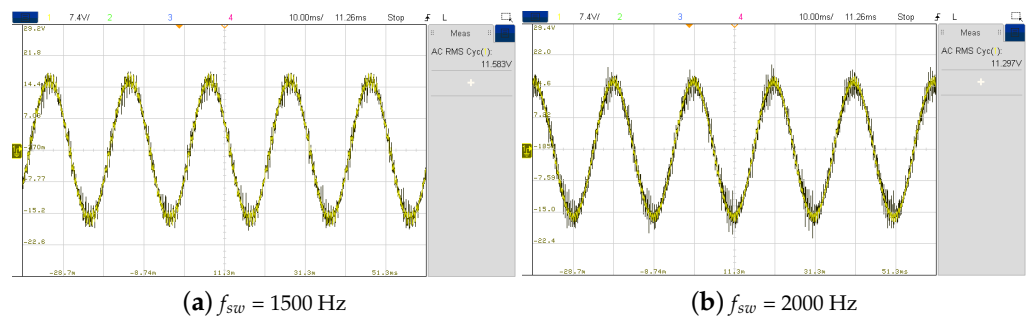 7.4V/ 2 3 4 10.00ms/ 11.26ms Stop L
29.2V
Meas
AC RMS Cyc( ):
11.583V
21.8
14.4
-7.77
-15.2
-22.6
-28.7m -8.74m 11.3m 31.3m 51.3ms
(a) fsw = 1500 Hz
7.4V/ 2 3 4 10.00ms/ 11.26ms Stop L
29.4V
Meas
AC RMS Cyc( ):
11.297V
22.0
-7.59
-15.0
-22.4
-28.7m -8.74m 11.3m 31.3m 51.3ms
(b) fsw = 2000 Hz